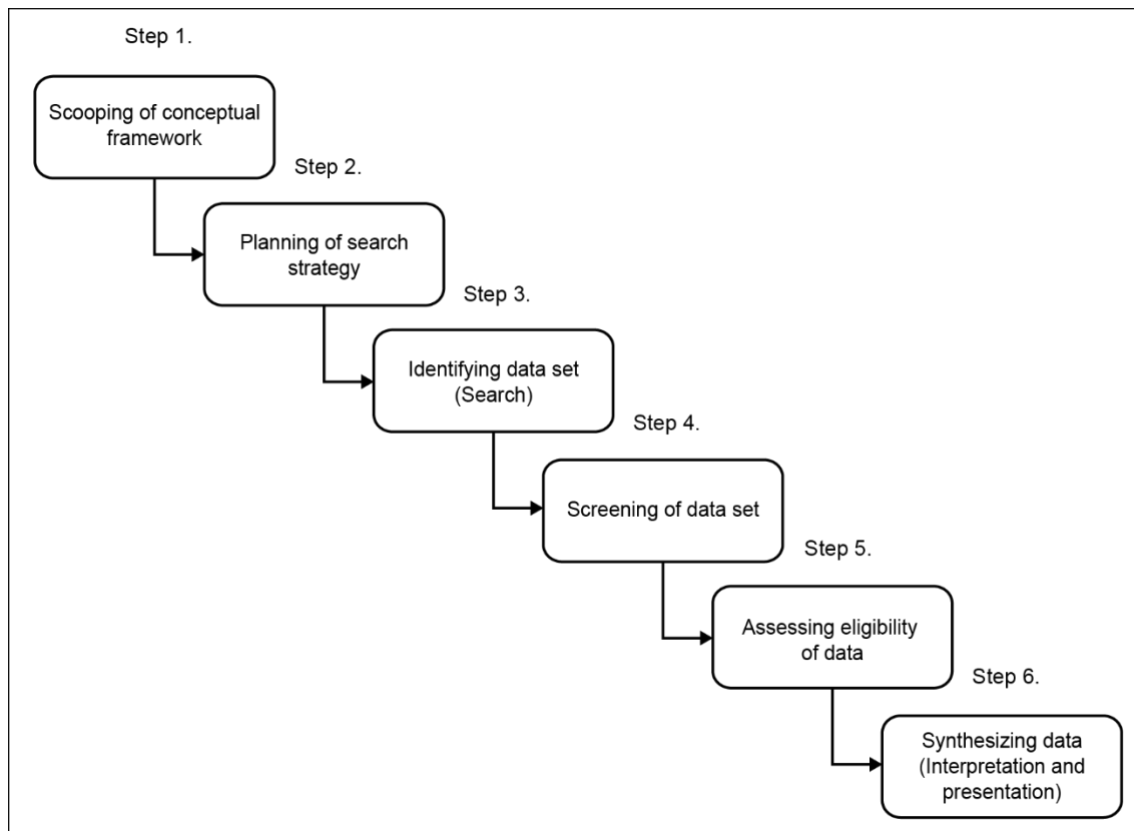 Step 1.
Scooping of conceptual
framework
Step 2.
Planning of search
strategy
Step 3.
Identifying data set
(Search)
Step 4.
Screening of data set
Step 5.
Assessing eligibility
of data
Step 6.
Synthesizing data
(Interpretation and
presentation)